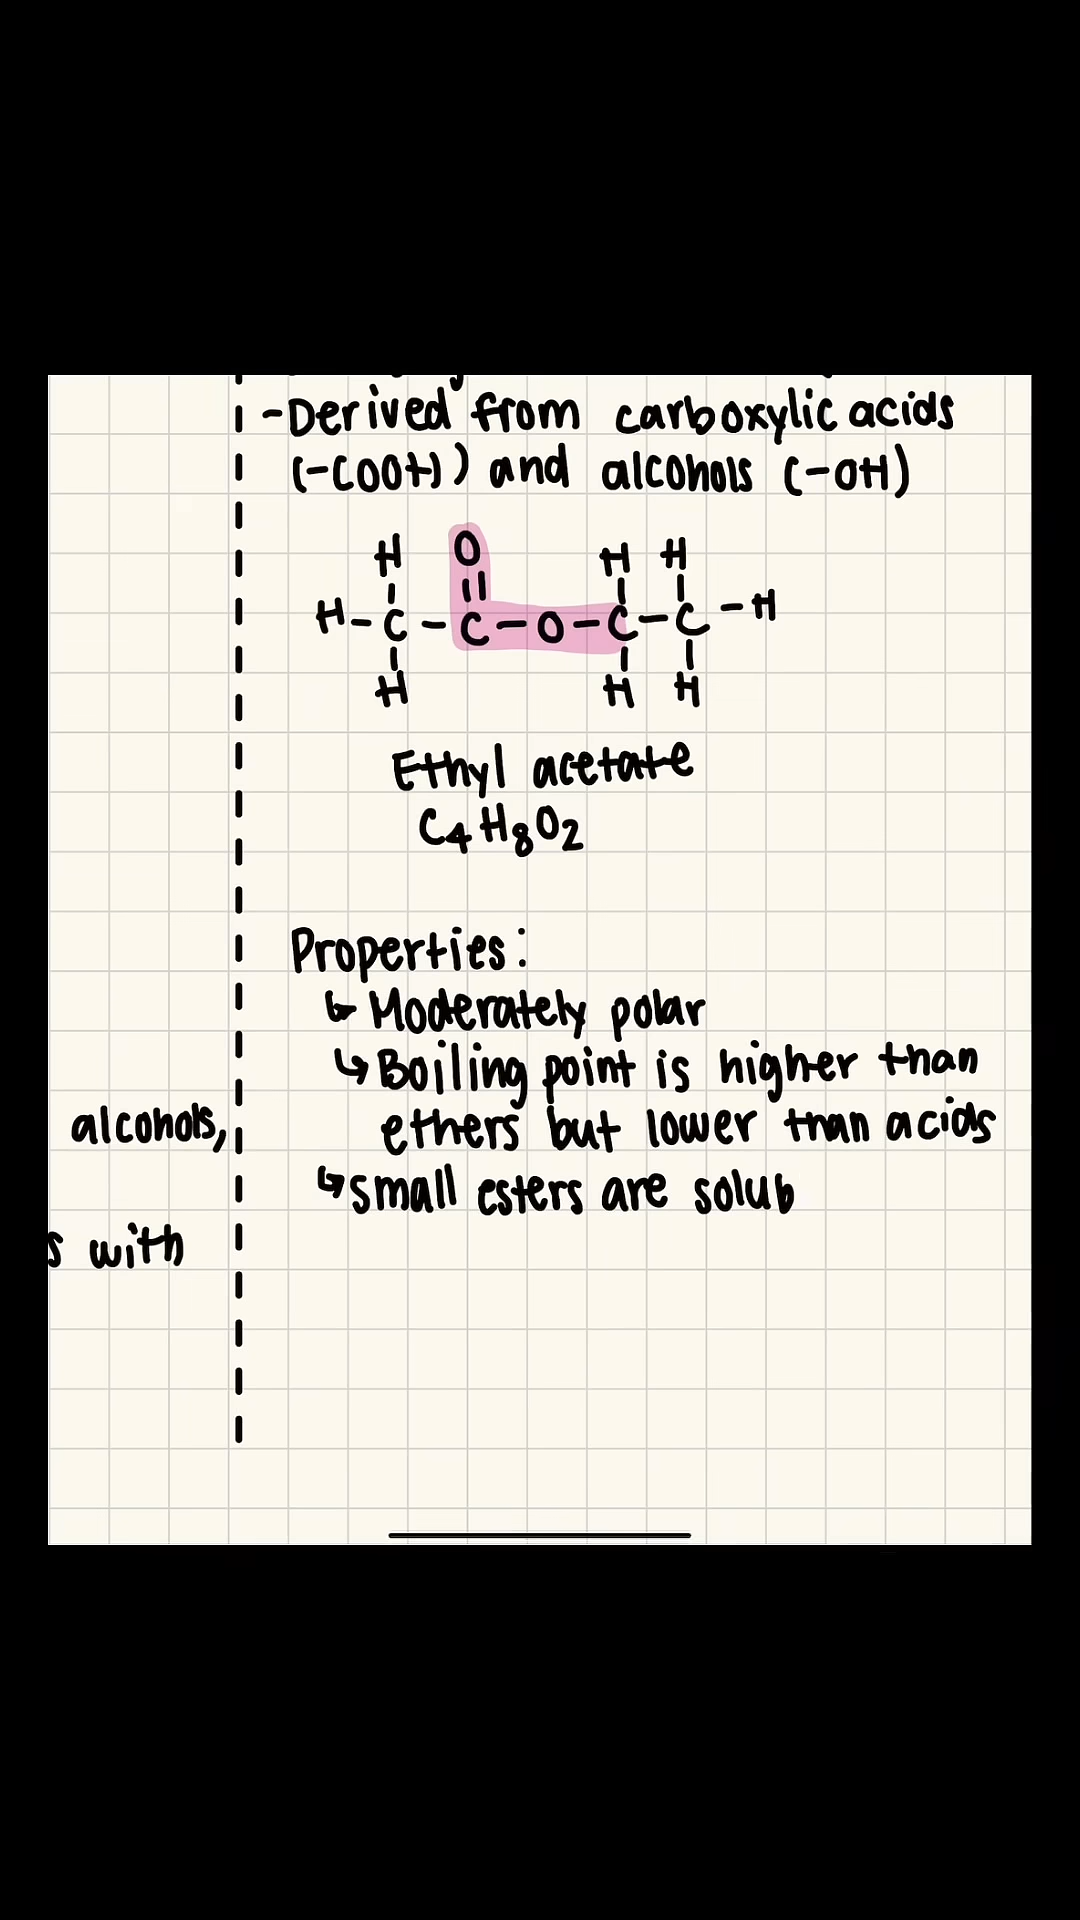 -Derived from carboxylic acids
(-COOH) and alcohols (-OH)
H O H H
H-C-C-O-C-C-H
H H H
Ethyl acetate
C4H8O2
Properties:
↳ Moderately polar
↳ Boiling point is higher than
ethers but lower than acids
alcohols,
↳ small esters are solub
s with